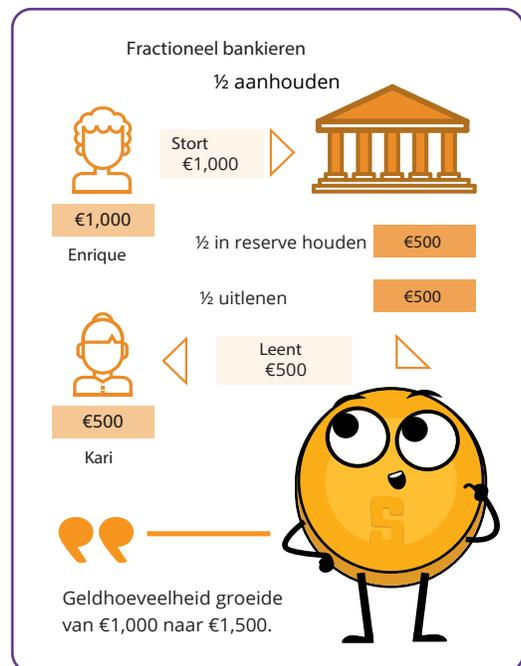 Fractioneel bankieren
½ aanhouden
Stort
€1,000
€1,000
Enrique
½ in reserve houden
€500
½ uitlenen
€500
Leent
€500
€500
Kari
S
Geldhoeveelheid groeide
van €1,000 naar €1,500.